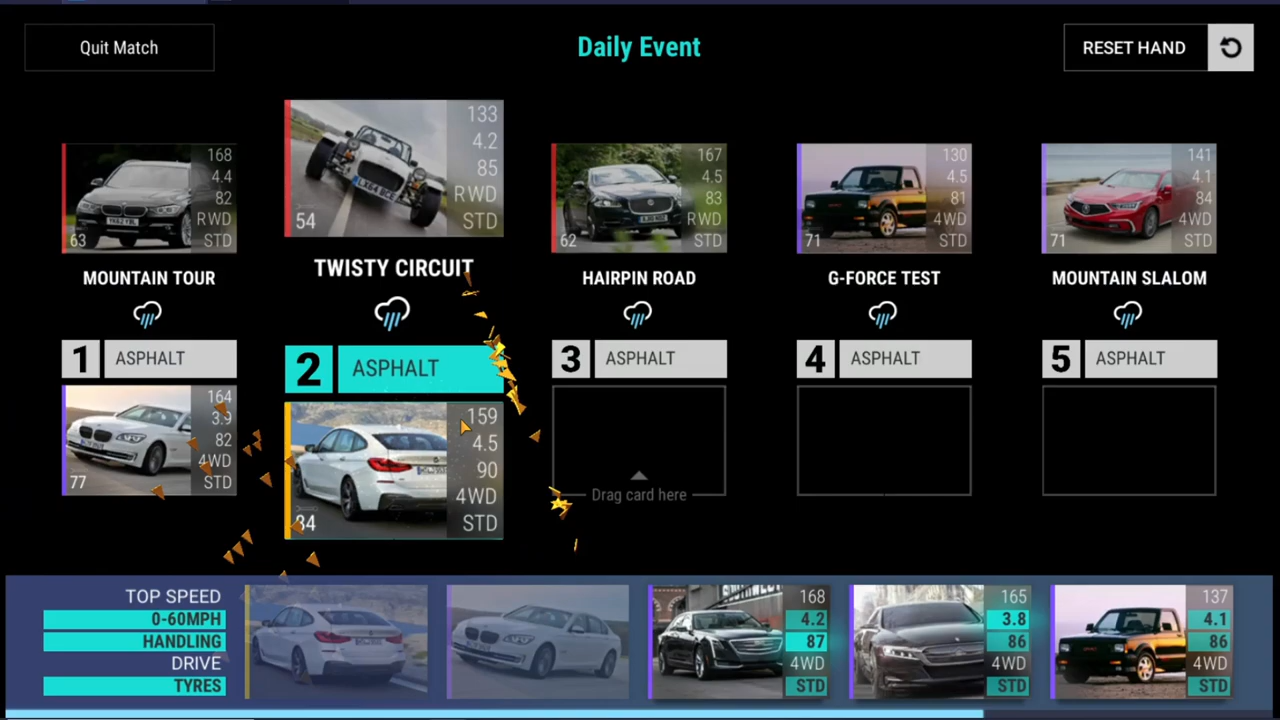 Quit Match
Daily Event
RESET HAND
168
4.4
82
RWD
STD
63
133
4.2
85
RWD
STD
54
167
4.5
83
RWD
STD
62
130
4.5
81
4WD
STD
71
141
4.1
84
4WD
STD
71
MOUNTAIN TOUR
TWISTY CIRCUIT
HAIRPIN ROAD
G-FORCE TEST
MOUNTAIN SLALOM
1 ASPHALT
2 ASPHALT
3 ASPHALT
4 ASPHALT
5 ASPHALT
164
3.9
82
4WD
STD
77
159
4.5
90
4WD
STD
84
Drag card here
TOP SPEED
0-60MPH
HANDLING
DRIVE
TYRES
168
4.2
87
4WD
STD
165
3.8
86
4WD
STD
137
4.1
86
4WD
STD